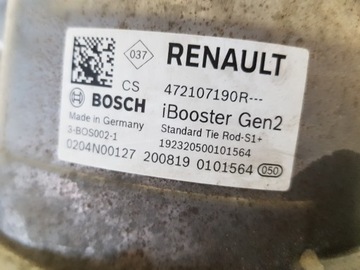 037
RENAULT
CS
472107190R---
BOSCH
iBooster Gen2
Made in Germany
Standard Tie Rod-S1+
3-BOS002-1
192320500101564
0204N00127 200819 0101564 050